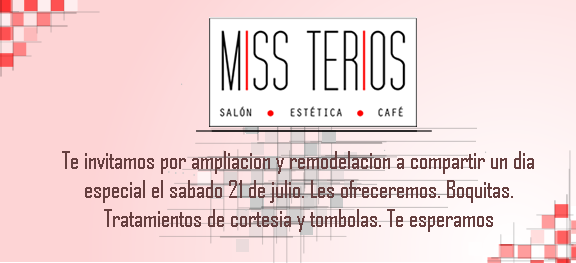 MISS TERIOS
SALÓN • ESTÉTICA • CAFÉ
Te invitamos por ampliacion y remodelacion a compartir un dia
especial el sabado 21 de julio. Les ofreceremos. Boquitas.
Tratamientos de cortesia y tombolas. Te esperamos